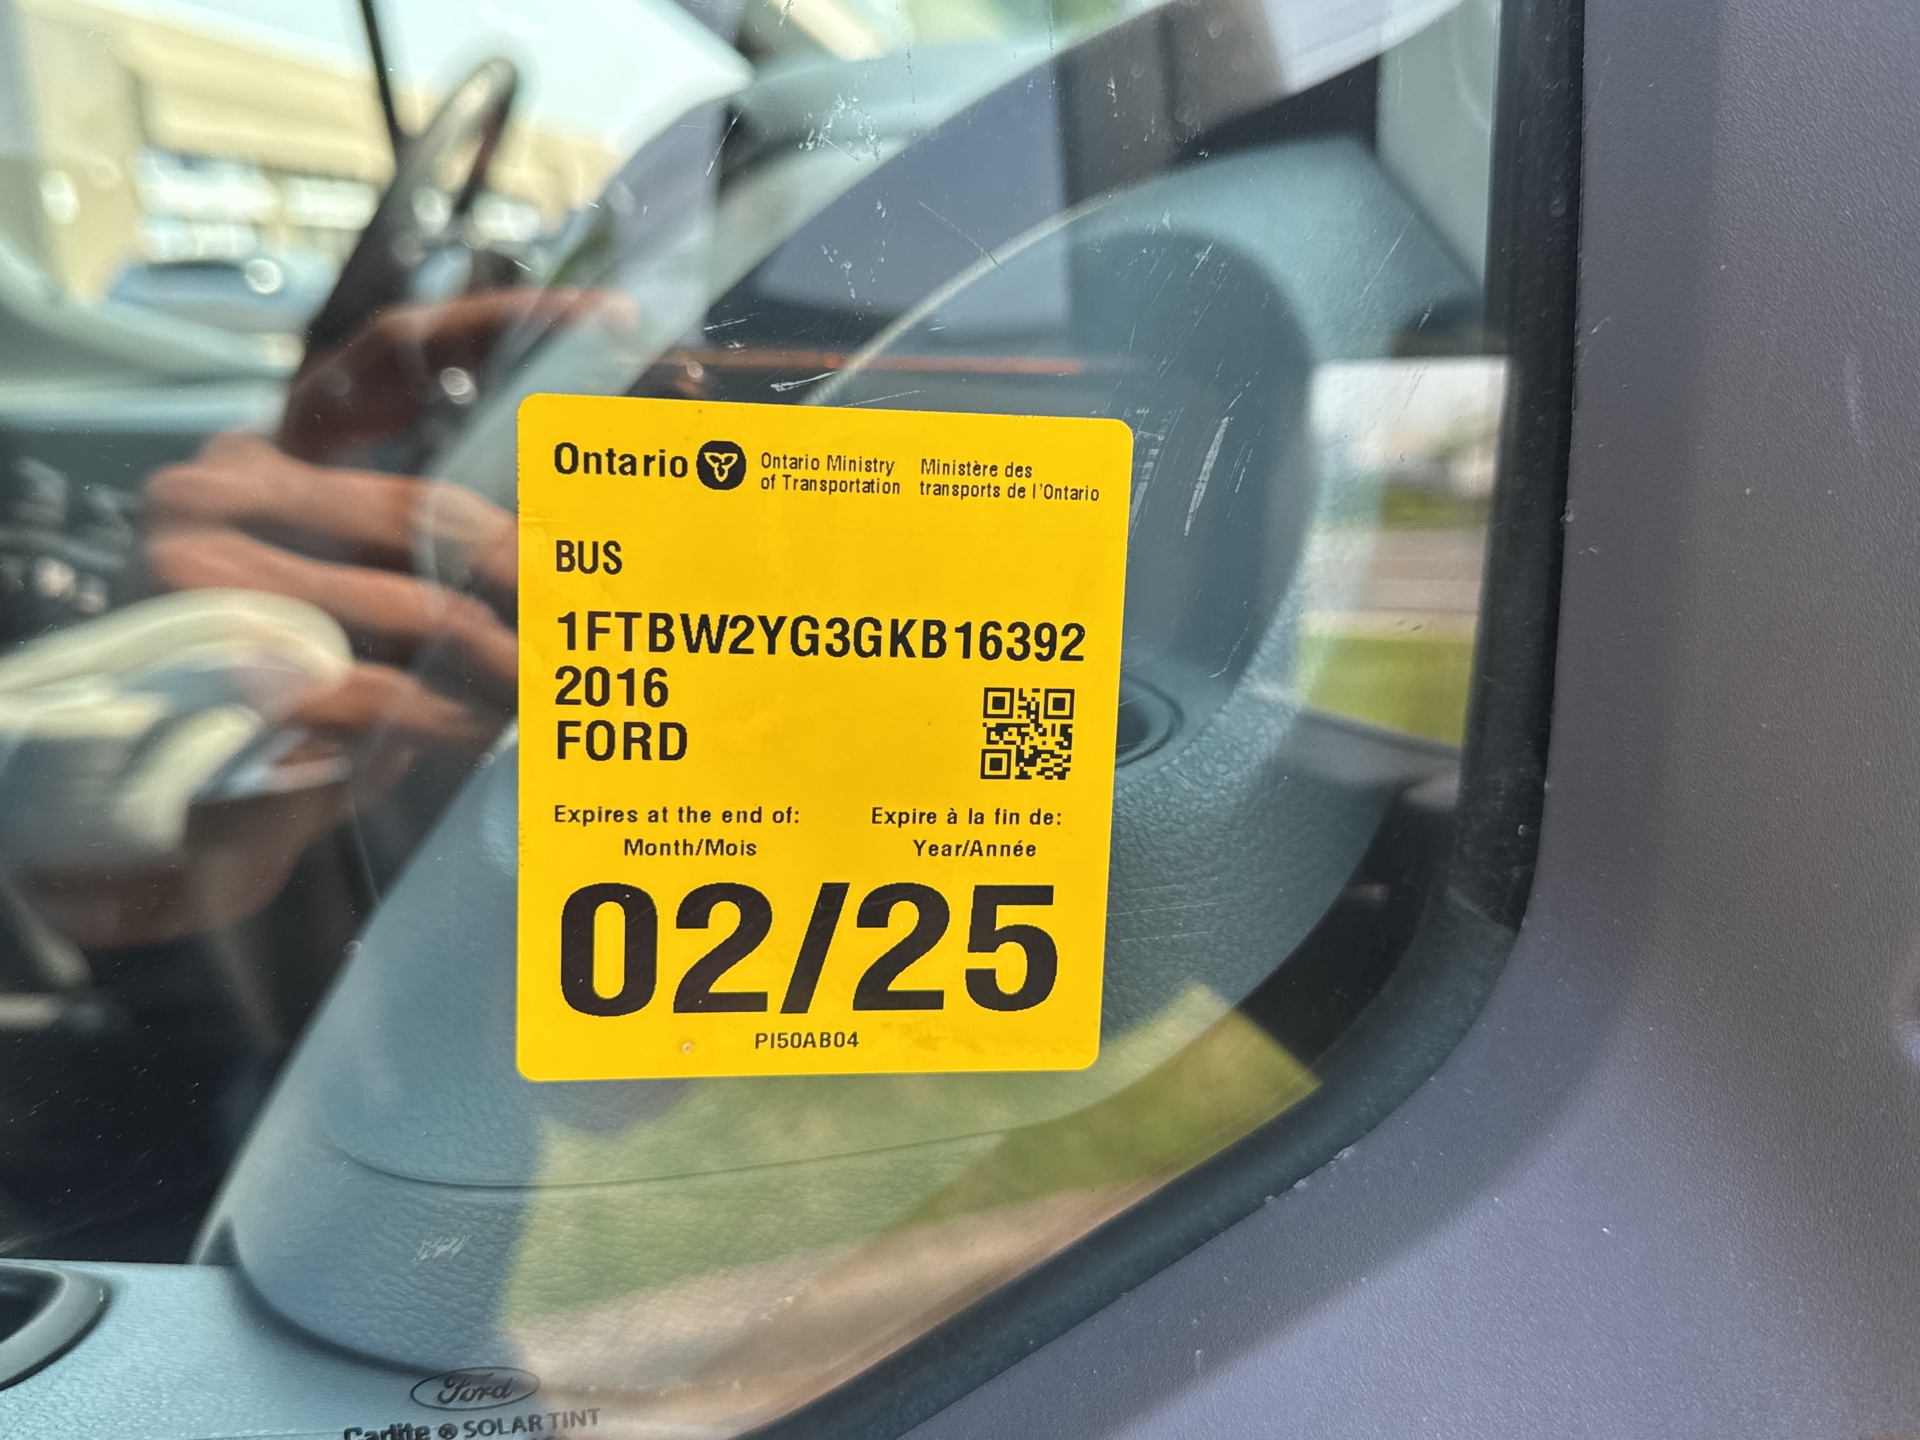 Ontario
Ontario Ministry
of Transportation
Ministère des
transports de l'Ontario
BUS
1FTBW2YG3GKB16392
2016
FORD
Expires at the end of:
Month/Mois
Expire à la fin de:
Year/Année
02/25
PI50AB04
Ford
Carlite ® SOLAR TINT